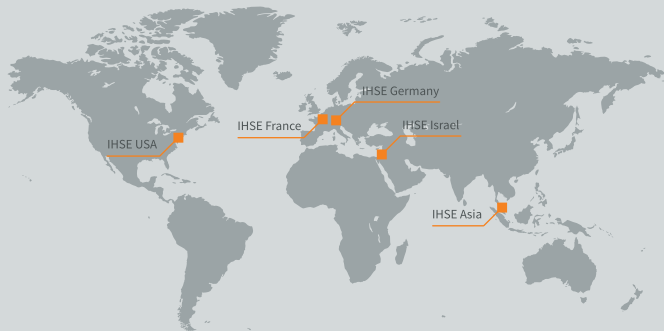 IHSE Germany
IHSE France
IHSE Israel
IHSE USA
IHSE Asia